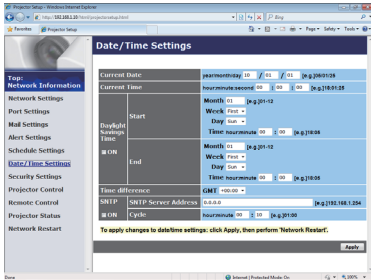 Projector Setup - Windows Internet Explorer
http://192.168.1.10/html/projectorsetup.html
Bing
Favorites Projector Setup
Page Safety Tools
Date/Time Settings
Top:
Network Information
Network Settings
Port Settings
Mail Settings
Alert Settings
Schedule Settings
Date/Time Settings
Security Settings
Projector Control
Remote Control
Projector Status
Network Restart
Current Date year/month/day 10 / 01 / 01 [e.g.]05/01/25
Current Time hour:minute:second 00 : 00 : 00 [e.g.]18:01:25
Daylight Savings Time
ON
Start
Month 01 [e.g.]01-12
Week First
Day Sun
Time hour:minute 00 : 00 [e.g.]18:05
End
Month 01 [e.g.]01-12
Week First
Day Sun
Time hour:minute 00 : 00 [e.g.]18:05
Time difference GMT +00:00
SNTP SNTP Server Address 0.0.0.0 [e.g.]192.168.1.254
ON Cycle hour:minute 00 : 10 [e.g.]01:00
To apply changes to date/time settings: click Apply, then perform 'Network Restart'.
Apply
Done Internet | Protected Mode: On 100%